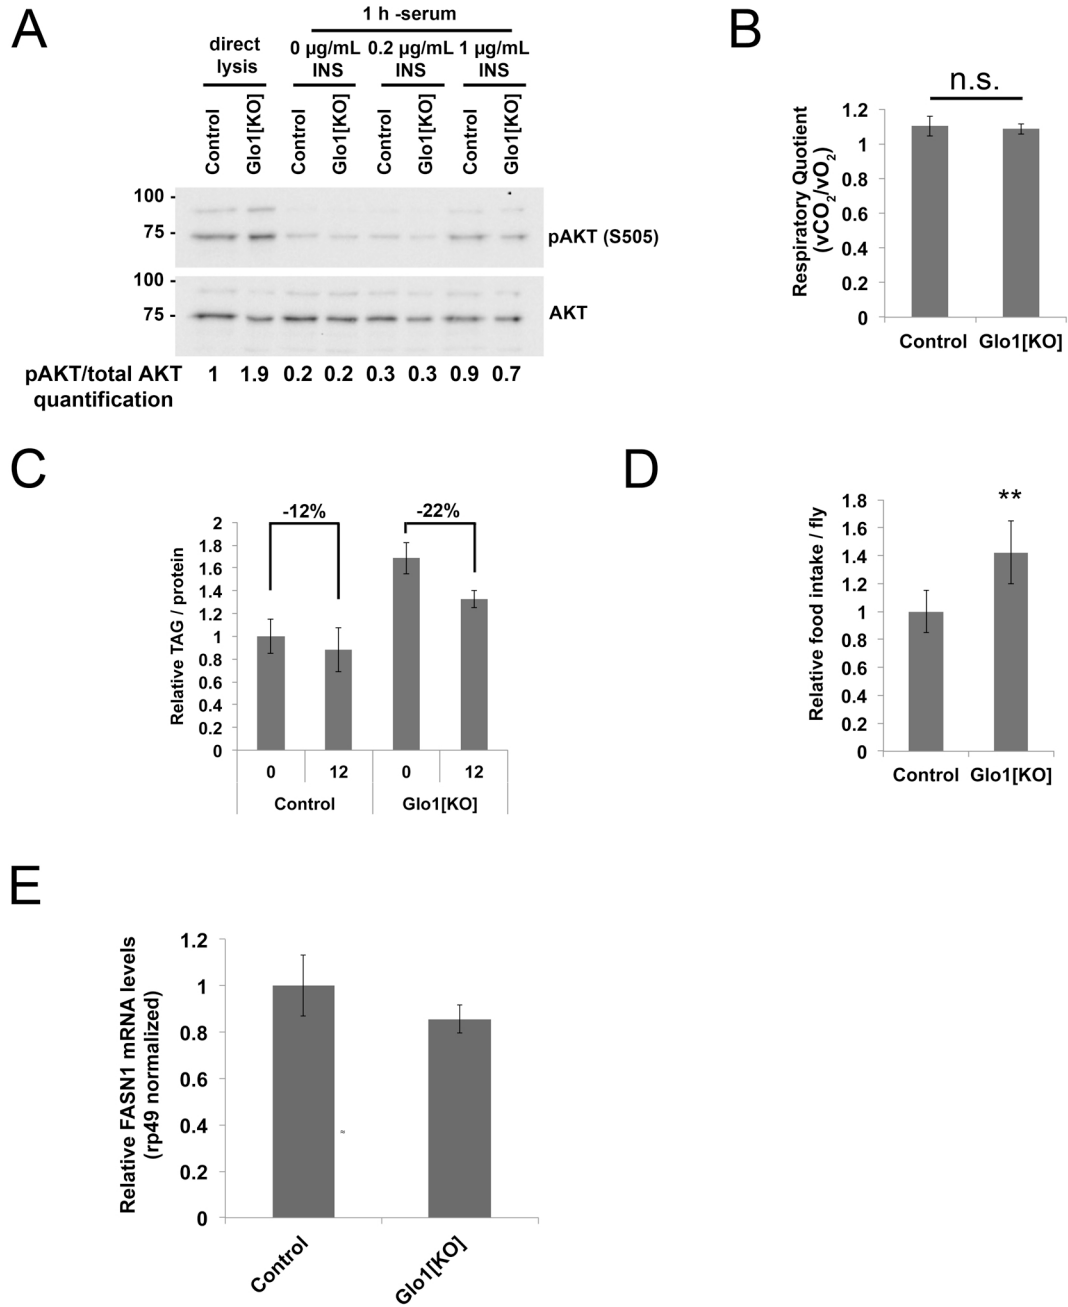 A
1 h -serum
direct lysis
0 µg/mL INS
0.2 µg/mL INS
1 µg/mL INS
Control
Glo1[KO]
Control
Glo1[KO]
Control
Glo1[KO]
Control
Glo1[KO]
100 -
75 -
pAKT (S505)
100 -
75 -
AKT
pAKT/total AKT quantification
1 1.9 0.2 0.2 0.3 0.3 0.9 0.7
B
n.s.
Respiratory Quotient
(vCO2/vO2)
1.2
1
0.8
0.6
0.4
0.2
0
Control Glo1[KO]
C
-12%
-22%
Relative TAG / protein
2
1.8
1.6
1.4
1.2
1
0.8
0.6
0.4
0.2
0
0 12 0 12
Control Glo1[KO]
D
**
Relative food intake / fly
1.8
1.6
1.4
1.2
1
0.8
0.6
0.4
0.2
0
Control Glo1[KO]
E
Relative FASN1 mRNA levels
(rp49 normalized)
1.2
1
0.8
0.6
0.4
0.2
0
Control
Glo1[KO]